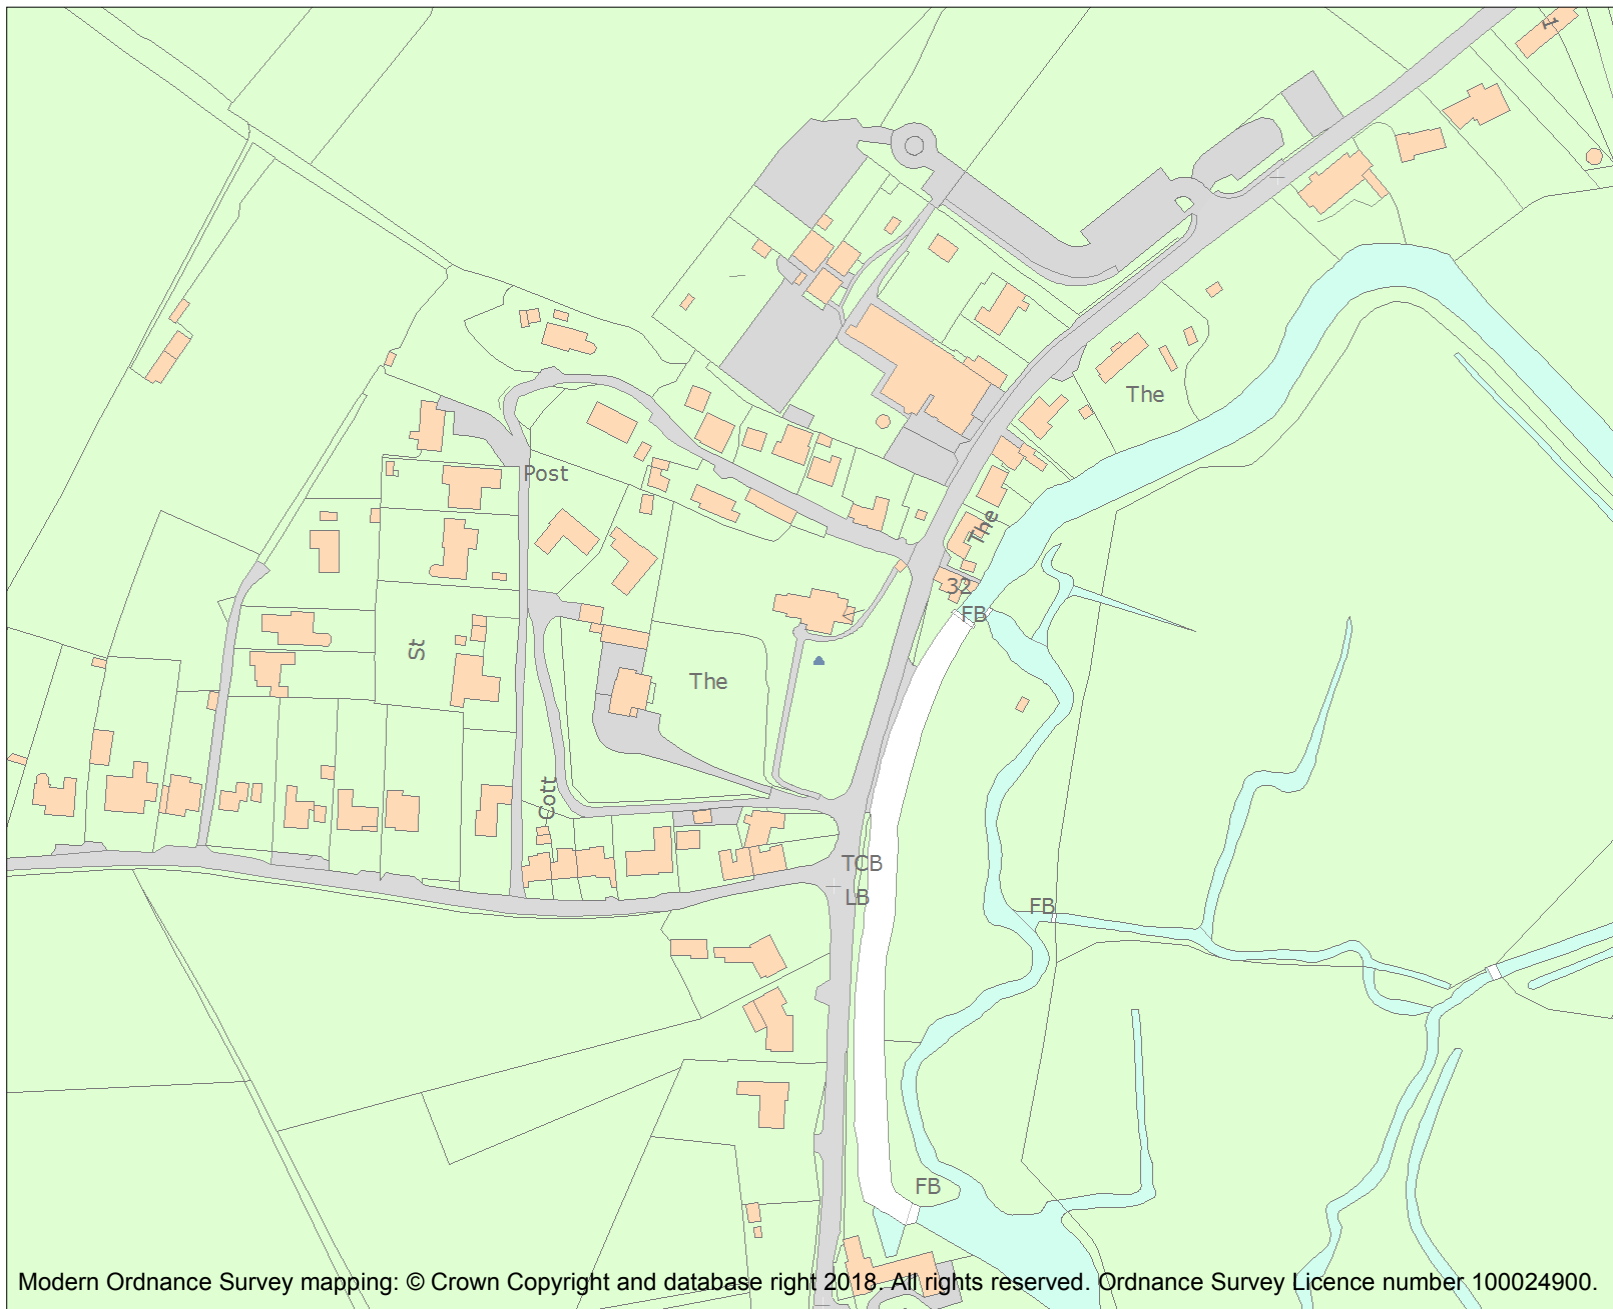 1
The
Post
The
32
FB
St
The
Cott
TCB
LB
FB
FB
Modern Ordnance Survey mapping: © Crown Copyright and database right 2018. All rights reserved. Ordnance Survey Licence number 100024900.